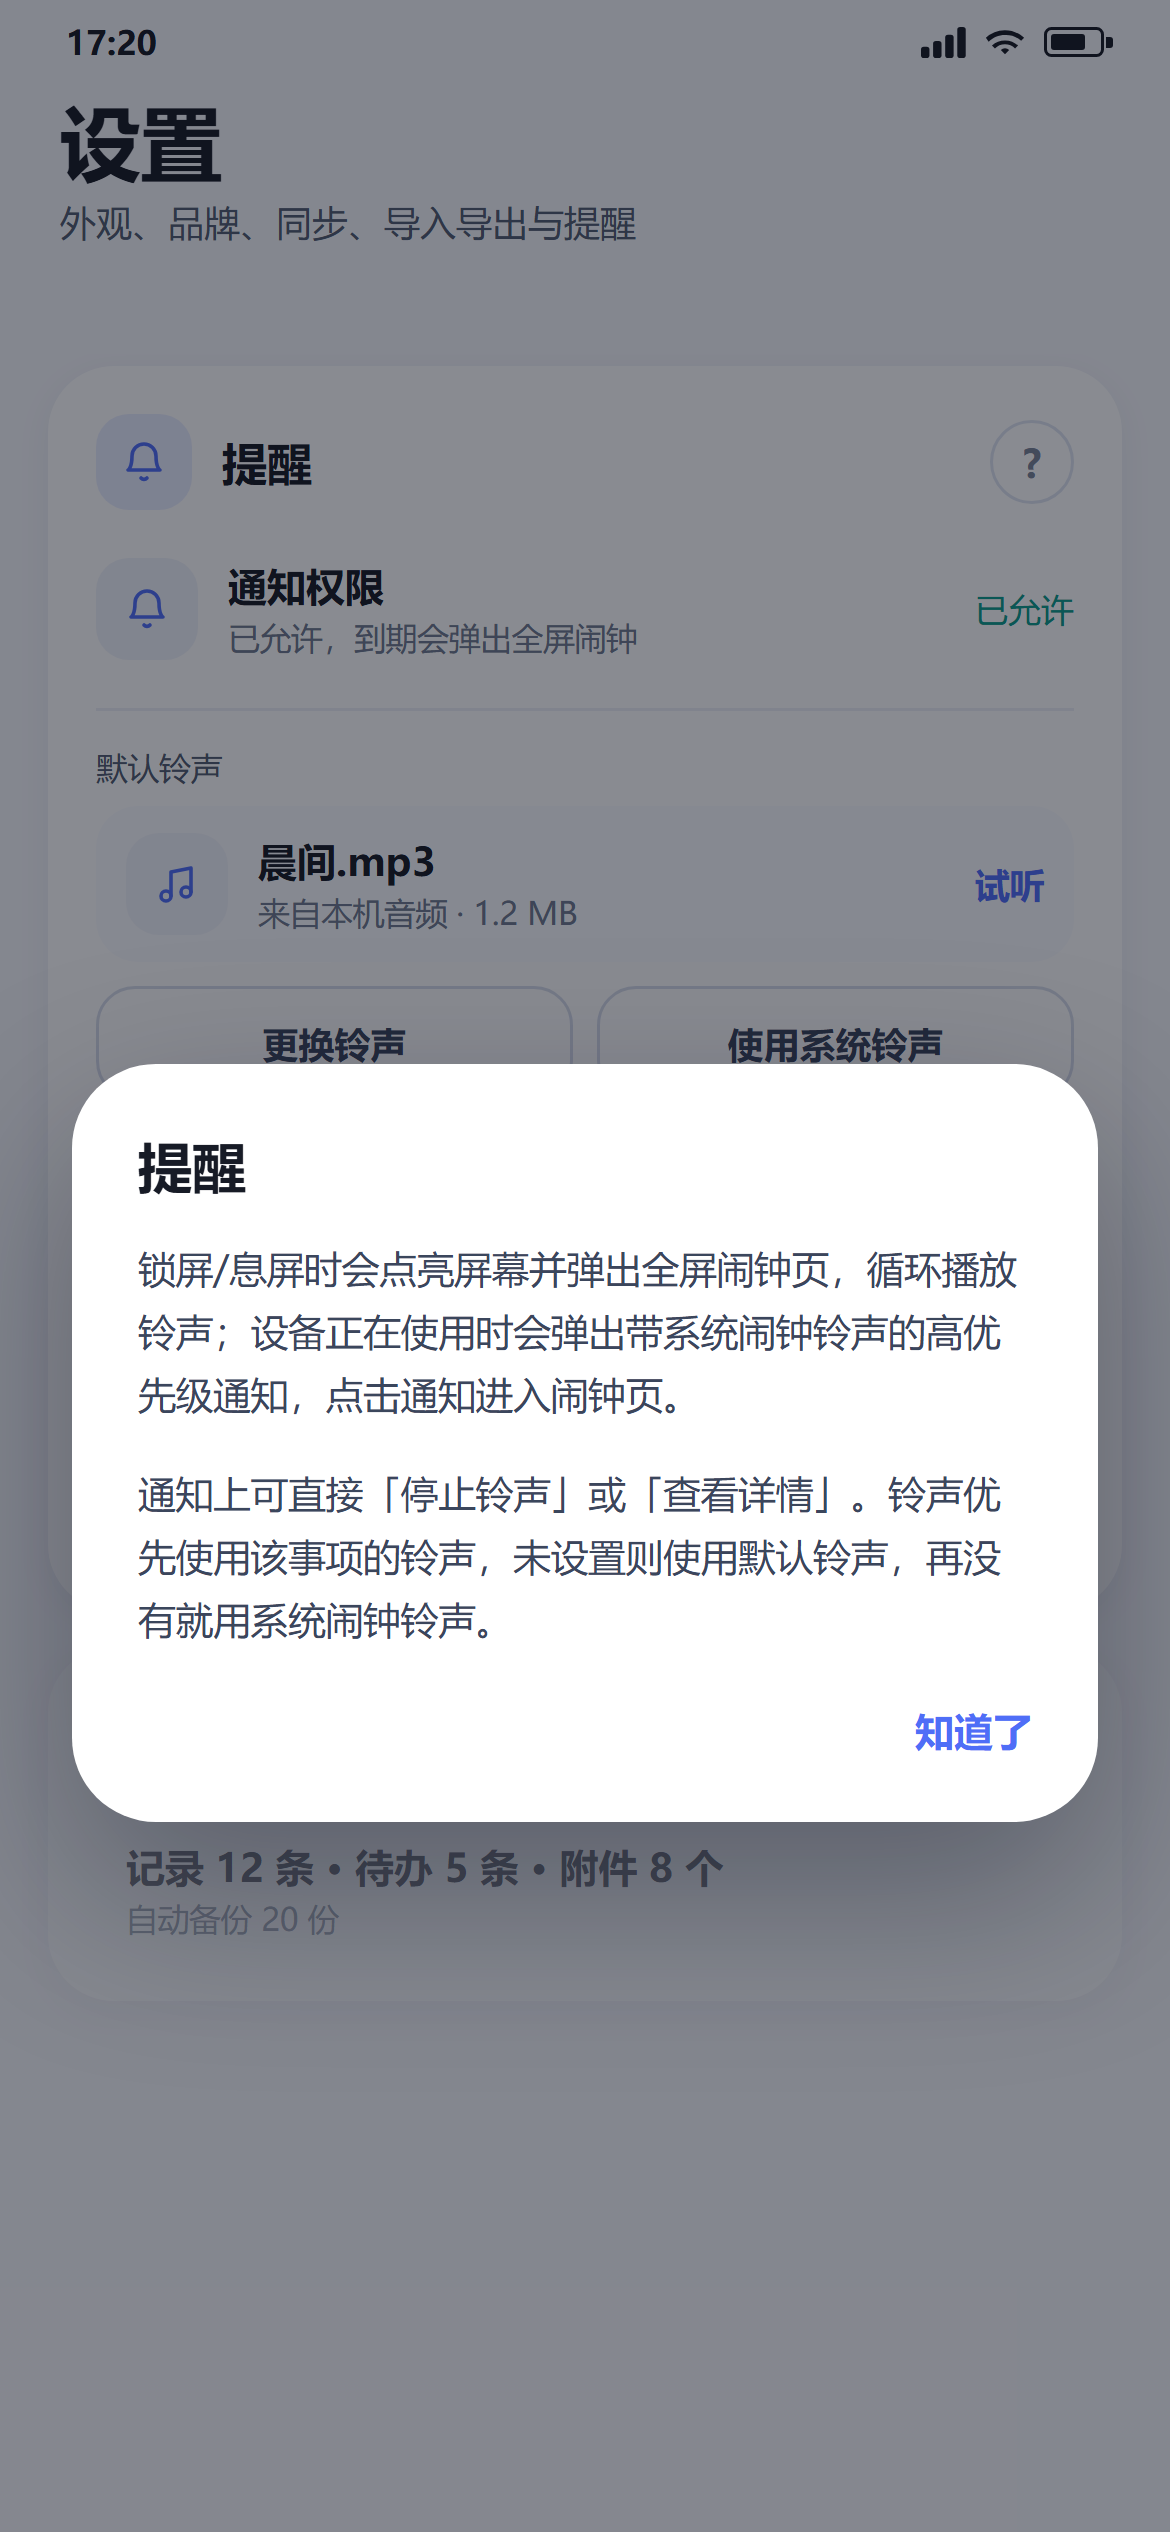 17:20
设置
外观、品牌、同步、导入导出与提醒
提醒
?
通知权限
已允许，到期会弹出全屏闹钟
已允许
默认铃声
晨间.mp3
来自本机音频 · 1.2 MB
试听
更换铃声
使用系统铃声
提醒
锁屏/息屏时会点亮屏幕并弹出全屏闹钟页，循环播放
铃声；设备正在使用时会弹出带系统闹钟铃声的高优
先级通知，点击通知进入闹钟页。
通知上可直接「停止铃声」或「查看详情」。铃声优
先使用该事项的铃声，未设置则使用默认铃声，再没
有就用系统闹钟铃声。
知道了
记录 12 条 • 待办 5 条 • 附件 8 个
自动备份 20 份